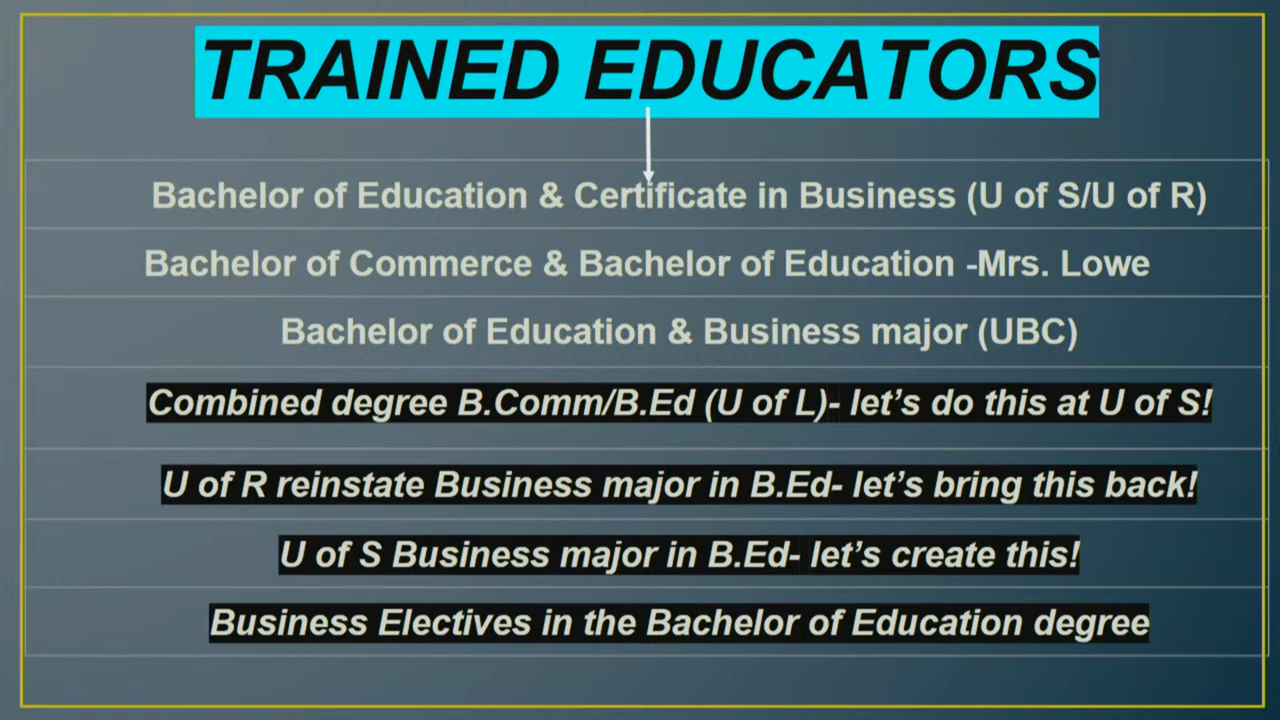 TRAINED EDUCATORS
Bachelor of Education & Certificate in Business (U of S/U of R)
Bachelor of Commerce & Bachelor of Education -Mrs. Lowe
Bachelor of Education & Business major (UBC)
Combined degree B.Comm/B.Ed (U of L)- let’s do this at U of S!
U of R reinstate Business major in B.Ed- let’s bring this back!
U of S Business major in B.Ed- let’s create this!
Business Electives in the Bachelor of Education degree